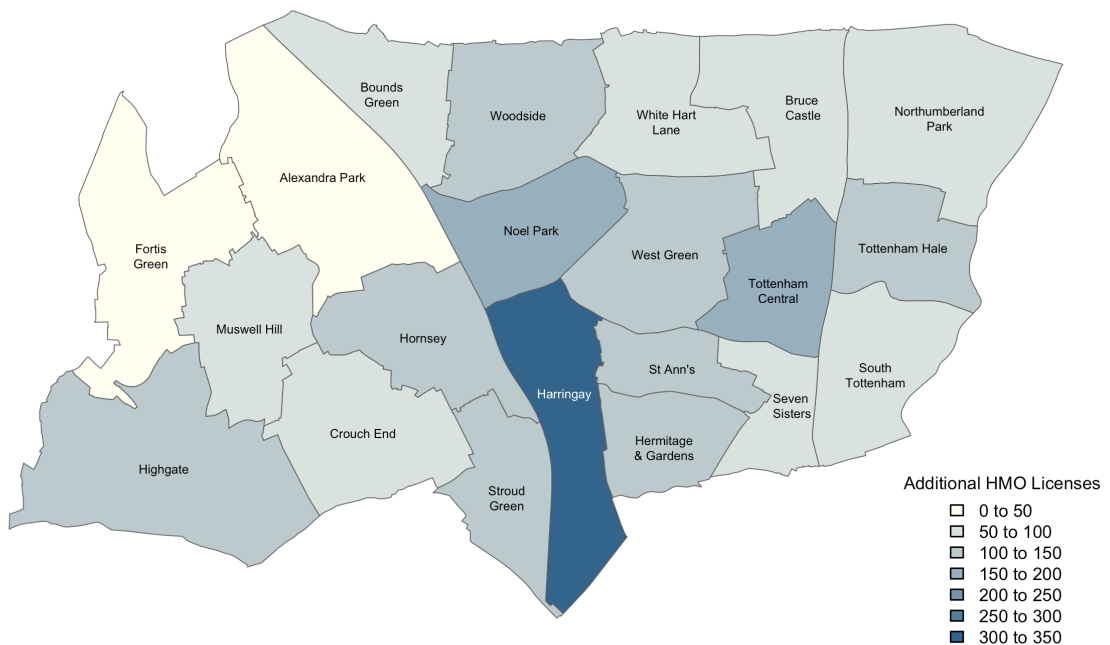 Bounds
Green
Woodside
White Hart
Lane
Bruce
Castle
Northumberland
Park
Alexandra Park
Noel Park
West Green
Tottenham Hale
Fortis
Green
Tottenham
Central
Muswell Hill
Hornsey
St Ann's
South
Tottenham
Harringay
Seven
Sisters
Crouch End
Hermitage
& Gardens
Highgate
Stroud
Green
Additional HMO Licenses
0 to 50
50 to 100
100 to 150
150 to 200
200 to 250
250 to 300
300 to 350